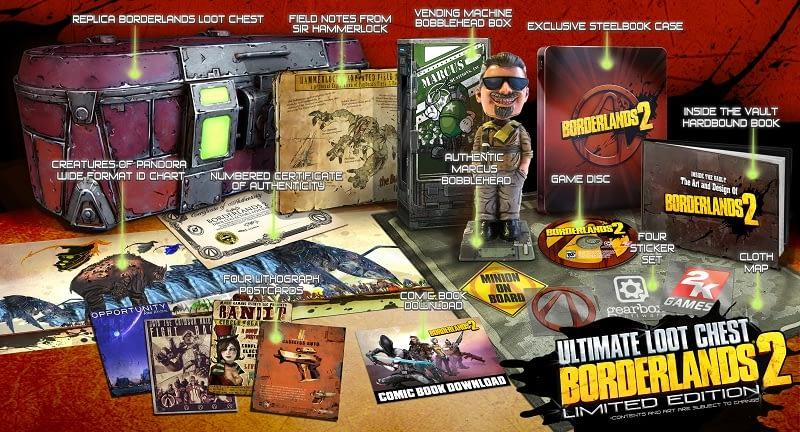 REPLICA BORDERLANDS LOOT CHEST
FIELD NOTES FROM
SIR HAMMERLOCK
VENDING MACHINE
BOBBLEHEAD BOX
EXCLUSIVE STEELBOOK CASE
INSIDE THE VAULT
HARDBOUND BOOK
MARCUS
BORDERLANDS 2
CREATURES OF PANDORA
WIDE FORMAT ID CHART
NUMBERED CERTIFICATE
OF AUTHENTICITY
AUTHENTIC
MARCUS
BOBBLEHEAD
GAME DISC
INSIDE THE VAULT
The Art and Design Of
BORDERLANDS 2
BORDERLANDS
BORDERLANDS 2
FOUR
STICKER
SET
CLOTH
MAP
FOUR LITHOGRAPH
POSTCARDS
COMIC BOOK
DOWNLOAD
MINION
ON
BOARD
gearbox
software
2K
GAMES
OPPORTUNITY
BANDIT
BORDERLANDS 2
COMIC BOOK DOWNLOAD
ULTIMATE LOOT CHEST
BORDERLANDS 2
LIMITED EDITION
*CONTENTS AND ART ARE SUBJECT TO CHANGE